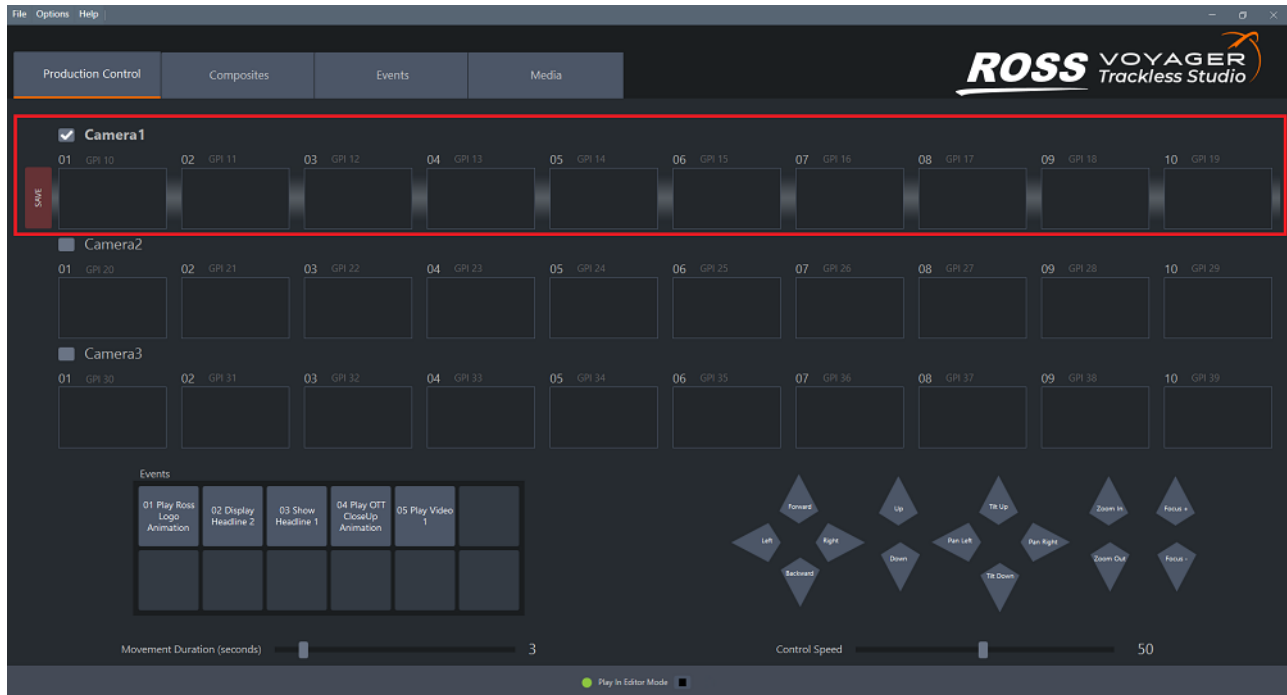 File Options Help
Production Control Composites Events Media
ROSS VOYAGER
Trackless Studio
Camera1
01 GPI 10 02 GPI 11 03 GPI 12 04 GPI 13 05 GPI 14 06 GPI 15 07 GPI 16 08 GPI 17 09 GPI 18 10 GPI 19
SAVE
Camera2
01 GPI 20 02 GPI 21 03 GPI 22 04 GPI 23 05 GPI 24 06 GPI 25 07 GPI 26 08 GPI 27 09 GPI 28 10 GPI 29
Camera3
01 GPI 30 02 GPI 31 03 GPI 32 04 GPI 33 05 GPI 34 06 GPI 35 07 GPI 36 08 GPI 37 09 GPI 38 10 GPI 39
Events
01 Play Ross
Logo
Animation
02 Display
Headline 2
03 Show
Headline 1
04 Play OTT
CloseUp
Animation
05 Play Video
1
Forward
Left
Right
Backward
Up
Down
Tilt Up
Pan Left
Pan Right
Tilt Down
Zoom In
Zoom Out
Focus +
Focus -
Movement Duration (seconds) 3
Control Speed 50
Play In Editor Mode